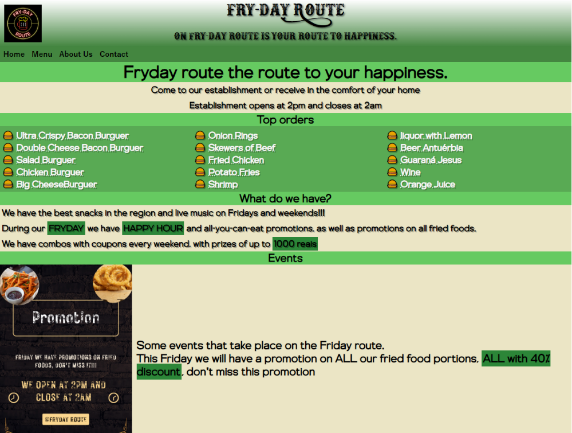 FRY-DAY
ROUTE
FRY-DAY ROUTE
ON FRY-DAY ROUTE IS YOUR ROUTE TO HAPPINESS.
Home Menu About Us Contact
Fryday route the route to your happiness.
Come to our establishment or receive in the comfort of your home
Establishment opens at 2pm and closes at 2am
Top orders
Ultra Crispy Bacon Burguer Onion Rings liquor with Lemon
Double Cheese Bacon Burguer Skewers of Beef Beer Antuérbia
Salad Burguer Fried Chicken Guaraná Jesus
Chicken Burguer Potato Fries Wine
Big CheeseBurguer Shrimp Orange Juice
What do we have?
We have the best snacks in the region and live music on Fridays and weekends!!!
During our FRYDAY we have HAPPY HOUR and all-you-can-eat promotions, as well as promotions on all fried foods.
We have combos with coupons every weekend, with prizes of up to 1000 reais
Events
Promotion
FRIDAY WE HAVE PROMOTIONS ON FRIED
FOODS, DON'T MISS IT!!!
WE OPEN AT 2PM AND
CLOSE AT 2AM
@FRYDAY ROUTE
Some events that take place on the Friday route.
This Friday we will have a promotion on ALL our fried food portions, ALL with 40%
discount, don't miss this promotion